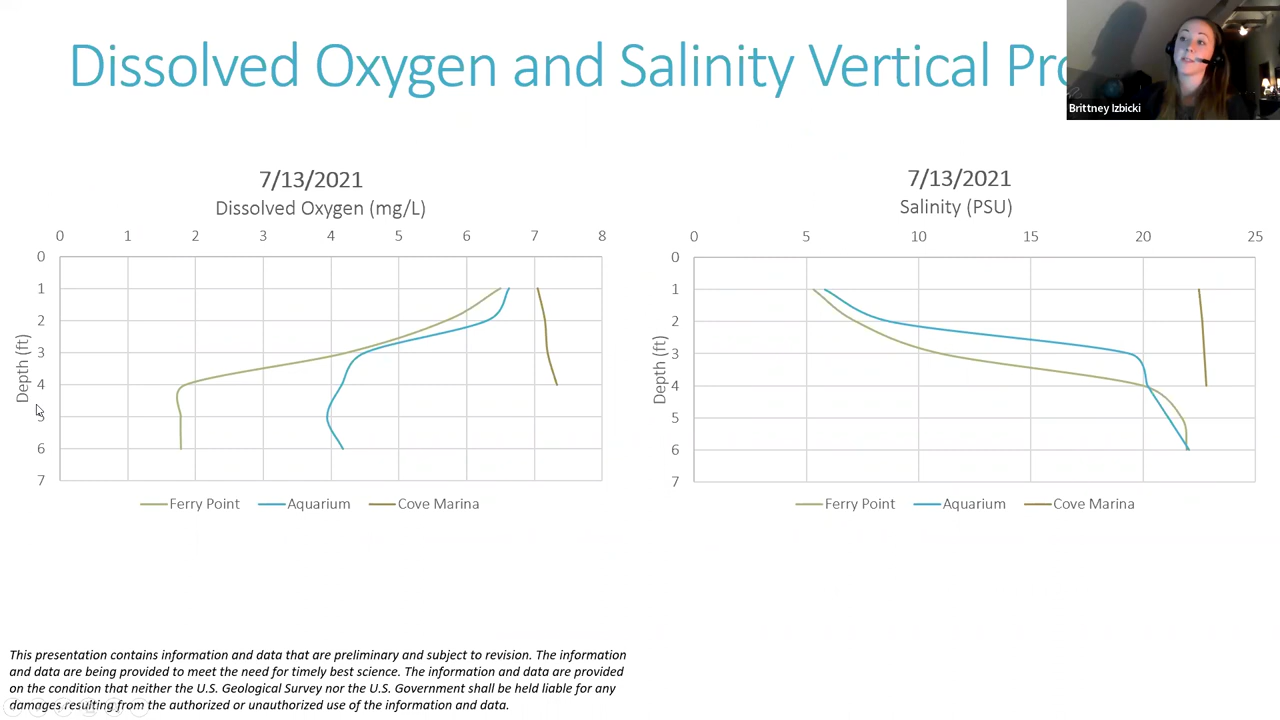 Dissolved Oxygen and Salinity Vertical Pro
Brittney Izbicki
7/13/2021
Dissolved Oxygen (mg/L)
0 1 2 3 4 5 6 7 8
0
1
2
3
4
5
6
7
Depth (ft)
Ferry Point Aquarium Cove Marina
7/13/2021
Salinity (PSU)
0 5 10 15 20 25
0
1
2
3
4
5
6
7
Depth (ft)
Ferry Point Aquarium Cove Marina
This presentation contains information and data that are preliminary and subject to revision. The information
and data are being provided to meet the need for timely best science. The information and data are provided
on the condition that neither the U.S. Geological Survey nor the U.S. Government shall be held liable for any
damages resulting from the authorized or unauthorized use of the information and data.